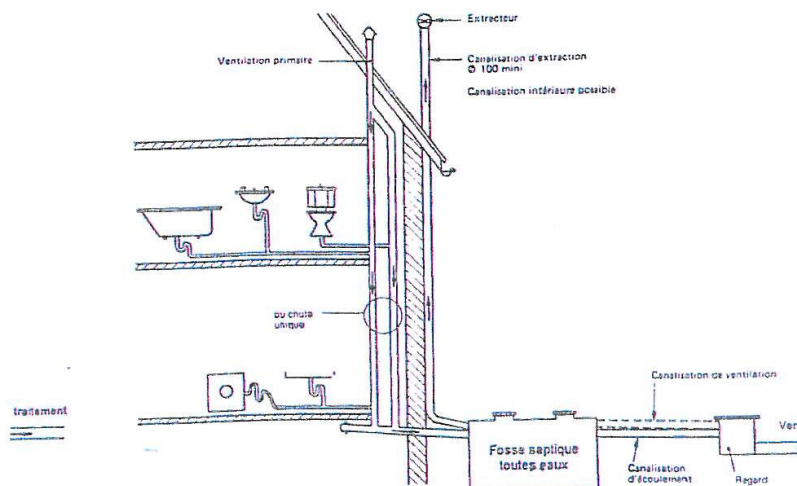 Extracteur
Ventilation primaire
Canalisation d'extraction
Ø 100 mini
Canalisation intérieure possible
ou chute
unique
Canalisation de ventilation
traitement
Ver
Fosse septique
toutes eaux
Canalisation
d'écoulement
Regard